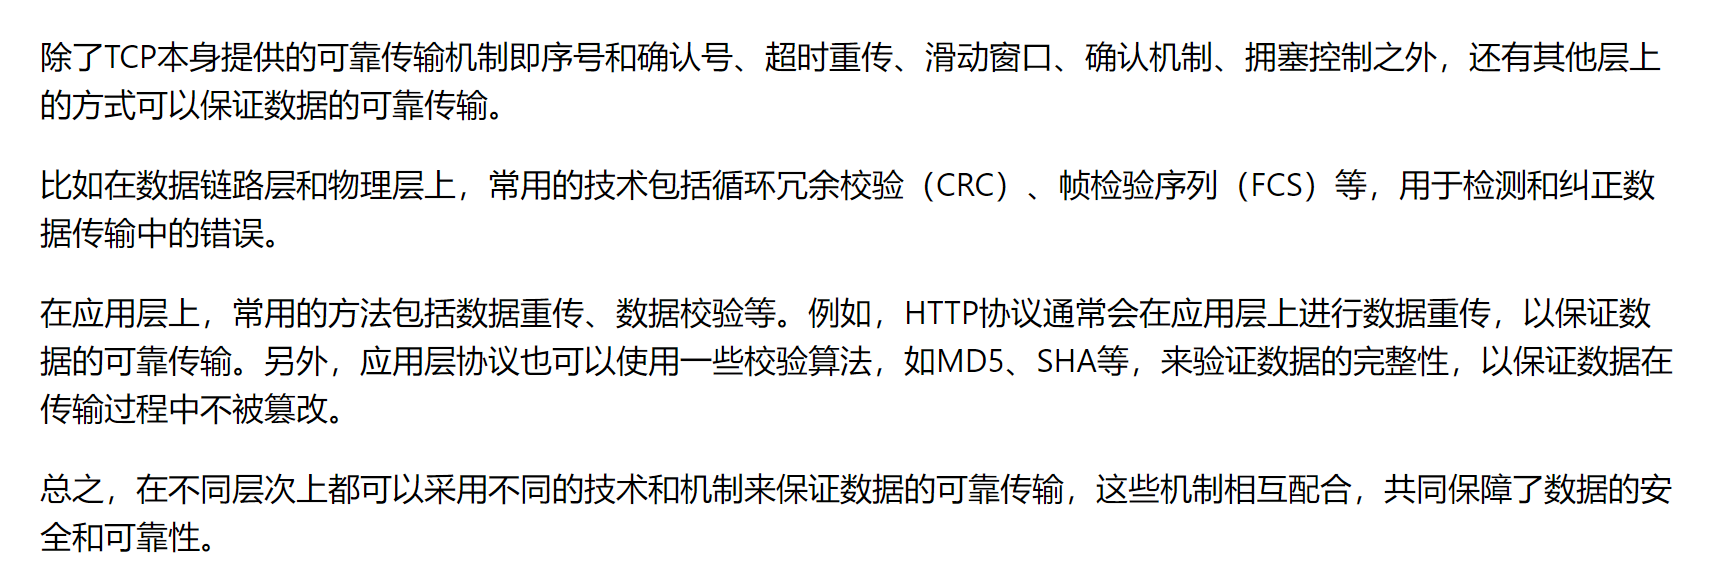 除了TCP本身提供的可靠传输机制即序号和确认号、超时重传、滑动窗口、确认机制、拥塞控制之外，还有其他层上
的方式可以保证数据的可靠传输。
比如在数据链路层和物理层上，常用的技术包括循环冗余校验（CRC）、帧检验序列（FCS）等，用于检测和纠正数
据传输中的错误。
在应用层上，常用的方法包括数据重传、数据校验等。例如，HTTP协议通常会在应用层上进行数据重传，以保证数
据的可靠传输。另外，应用层协议也可以使用一些校验算法，如MD5、SHA等，来验证数据的完整性，以保证数据在
传输过程中不被篡改。
总之，在不同层次上都可以采用不同的技术和机制来保证数据的可靠传输，这些机制相互配合，共同保障了数据的安
全和可靠性。